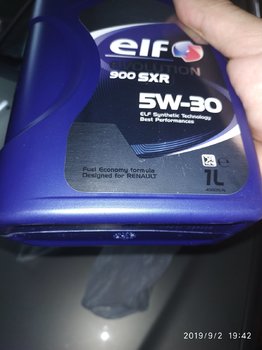 elf
EVOLUTION
900 SXR
5W-30
ELF Synthetic Technology
Best Performances
Fuel Economy formula
Designed for RENAULT
1L
2019/9/2 19:42